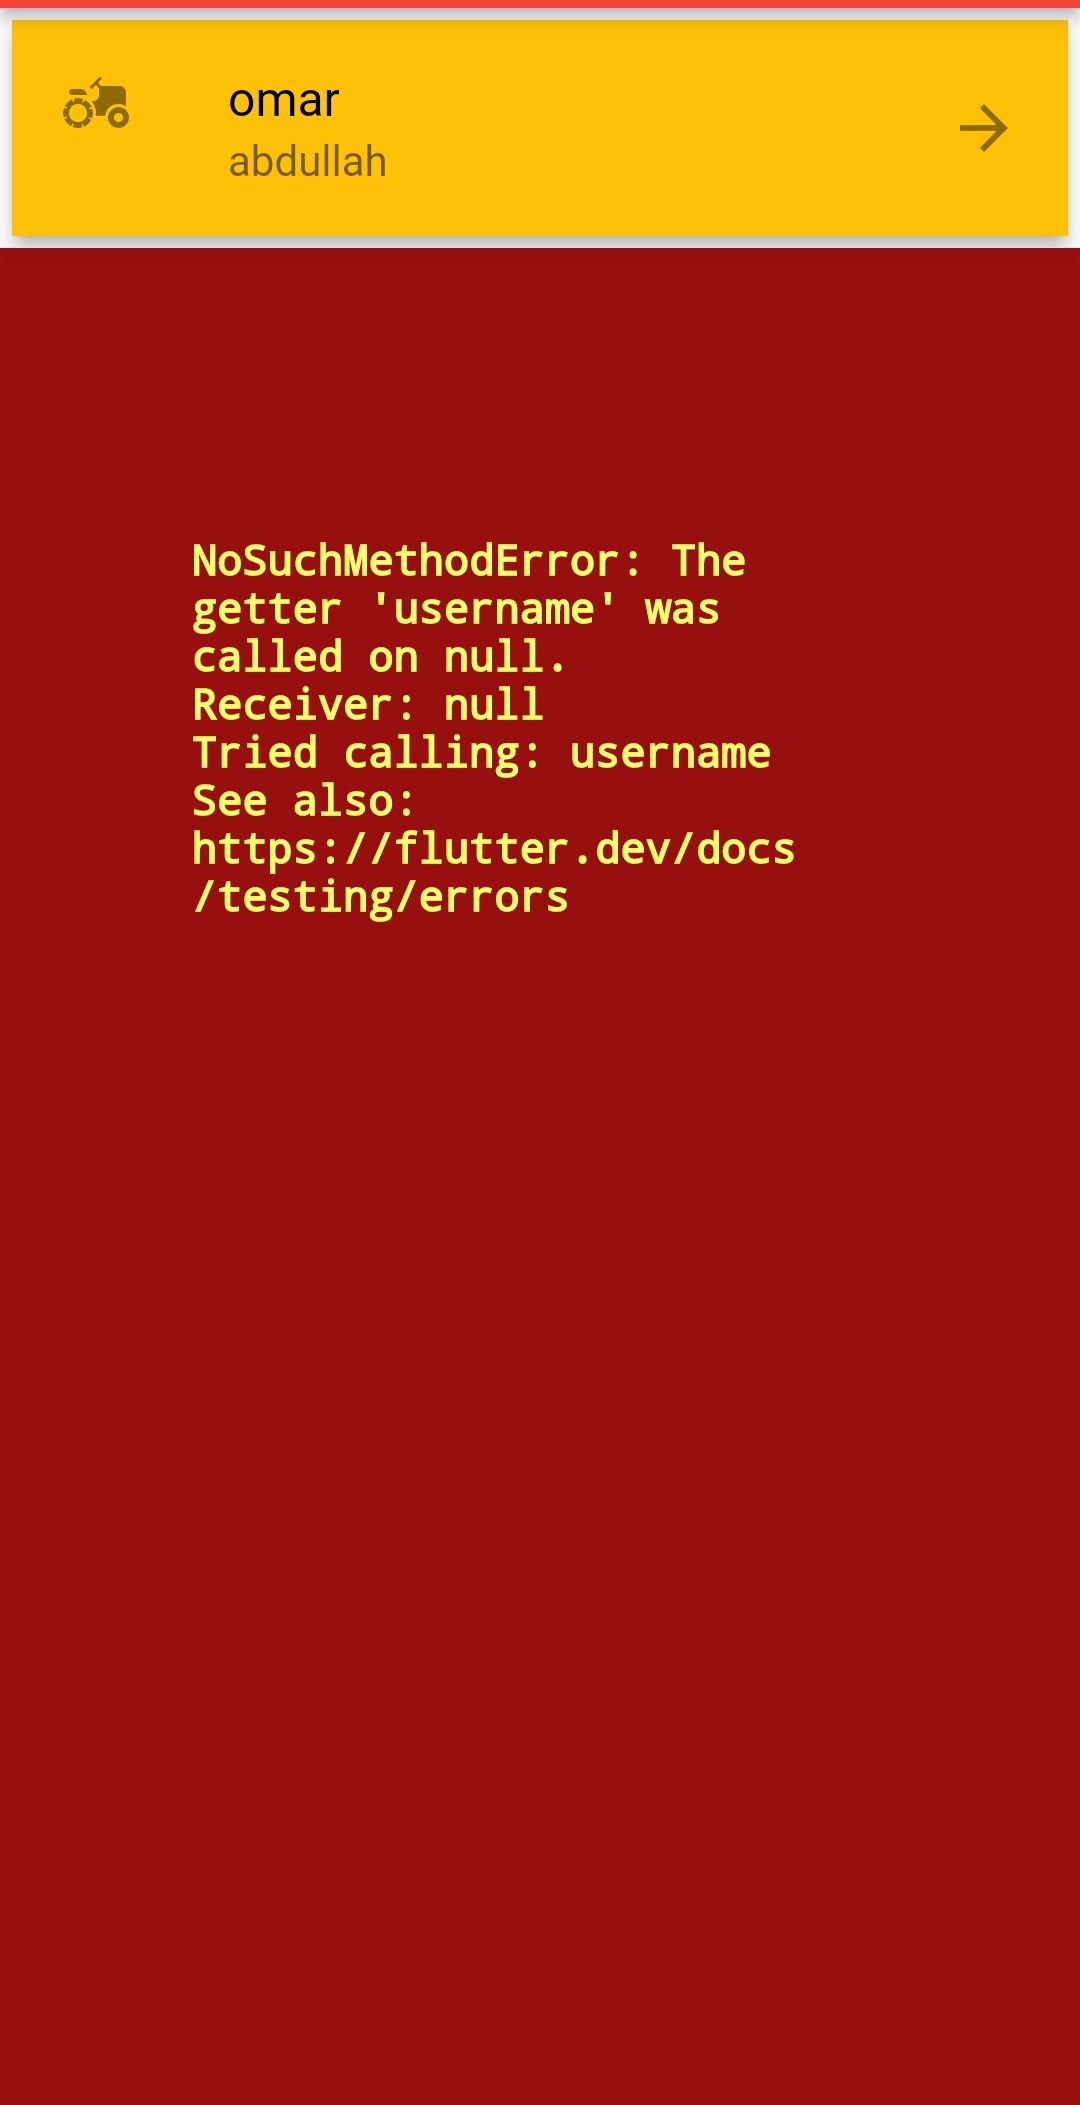 omar
abdullah
NoSuchMethodError: The
getter 'username' was
called on null.
Receiver: null
Tried calling: username
See also:
https://flutter.dev/docs
/testing/errors